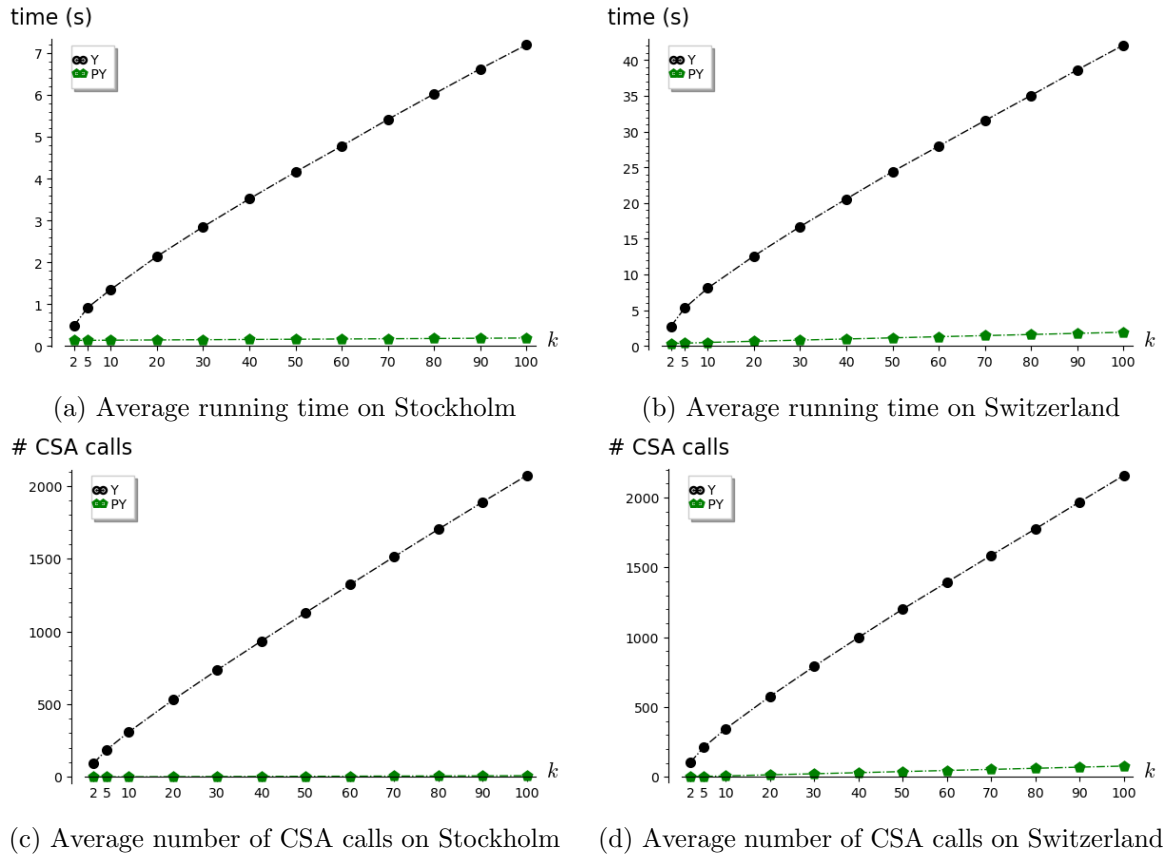 time (s)
7
6
5
4
3
2
1
0
Y
PY
2 5 10 20 30 40 50 60 70 80 90 100
k
(a) Average running time on Stockholm
time (s)
40
35
30
25
20
15
10
5
0
Y
PY
2 5 10 20 30 40 50 60 70 80 90 100
k
(b) Average running time on Switzerland
# CSA calls
2000
1500
1000
500
0
Y
PY
2 5 10 20 30 40 50 60 70 80 90 100
k
(c) Average number of CSA calls on Stockholm
# CSA calls
2000
1500
1000
500
0
Y
PY
2 5 10 20 30 40 50 60 70 80 90 100
k
(d) Average number of CSA calls on Switzerland